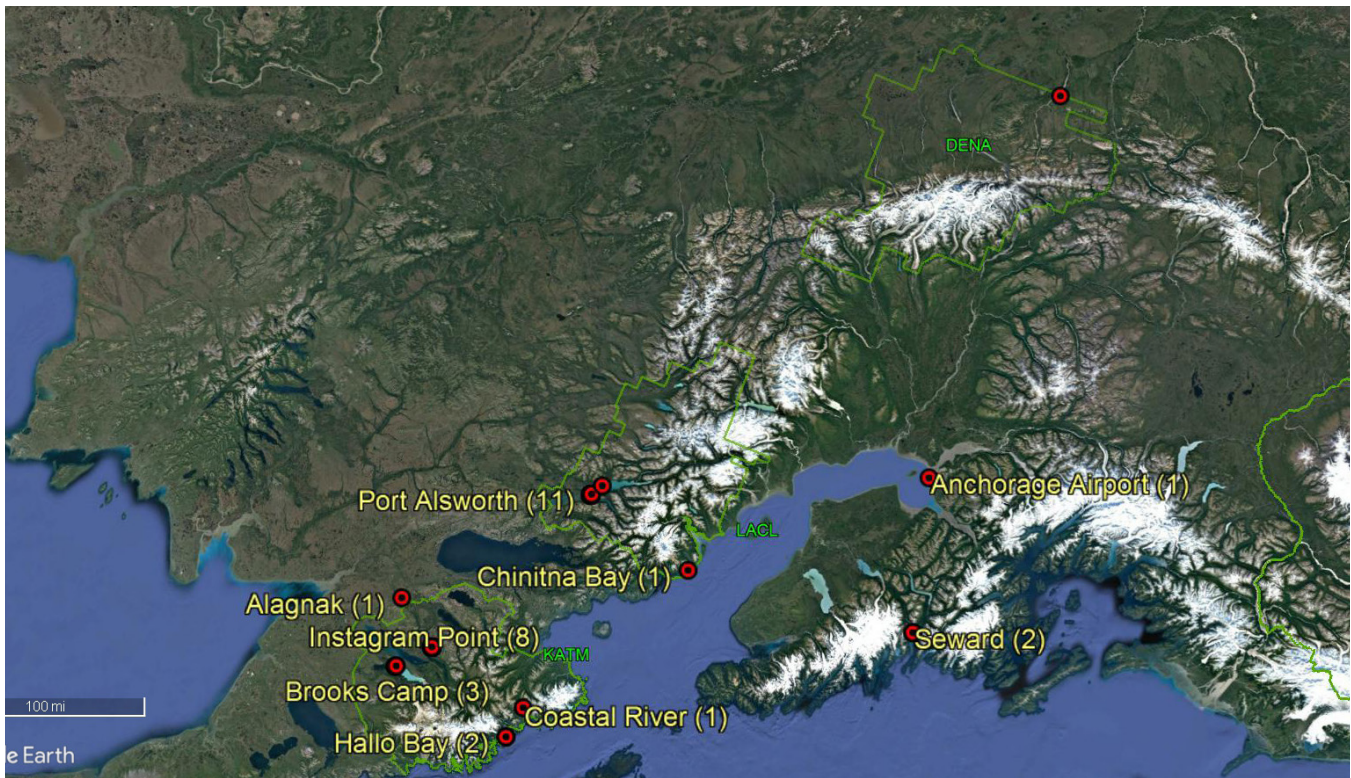 DENA
Port Alsworth (11)
Anchorage Airport (1)
LACL
Chinitna Bay (1)
Alagnak (1)
Instagram Point (8)
Seward (2)
KATM
Brooks Camp (3)
100 mi
Coastal River (1)
Hallo Bay (2)
e Earth